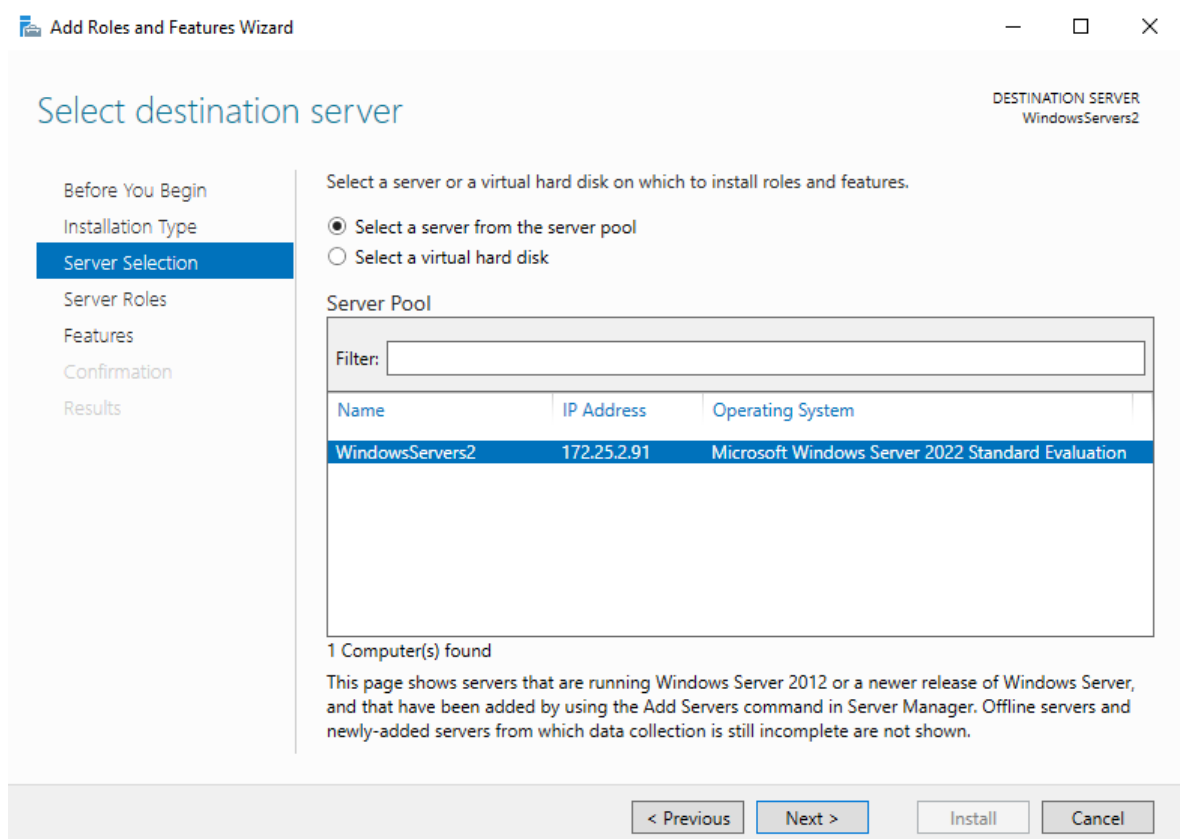 Add Roles and Features Wizard
Select destination server
DESTINATION SERVER
WindowsServers2
Before You Begin
Installation Type
Server Selection
Server Roles
Features
Confirmation
Results
Select a server or a virtual hard disk on which to install roles and features.
Select a server from the server pool
Select a virtual hard disk
Server Pool
Filter:
Name IP Address Operating System
WindowsServers2 172.25.2.91 Microsoft Windows Server 2022 Standard Evaluation
1 Computer(s) found
This page shows servers that are running Windows Server 2012 or a newer release of Windows Server,
and that have been added by using the Add Servers command in Server Manager. Offline servers and
newly-added servers from which data collection is still incomplete are not shown.
< Previous Next > Install Cancel